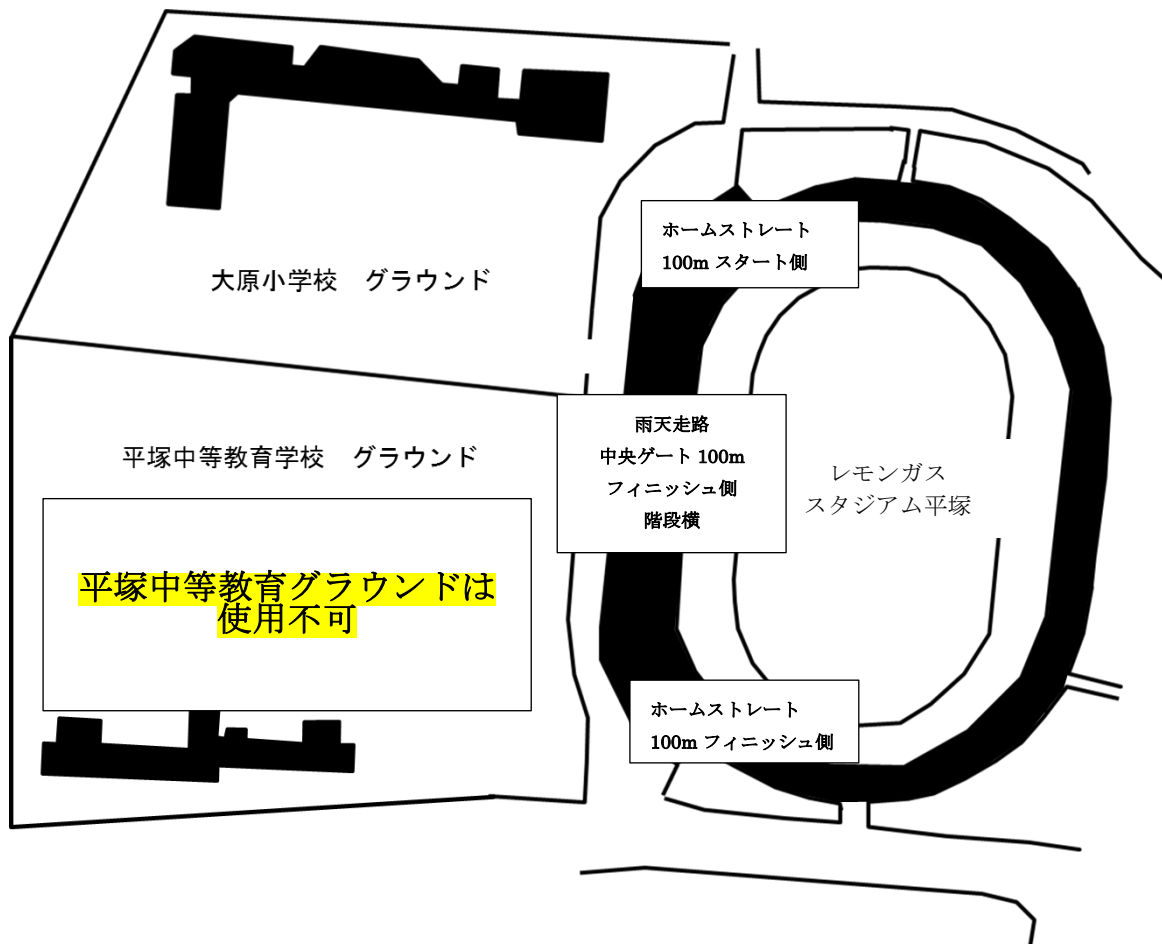 ホームストレート
100m スタート側
大原小学校　グラウンド
雨天走路
中央ゲート 100m
フィニッシュ側
階段横
平塚中等教育学校　グラウンド
レモンガス
スタジアム平塚
平塚中等教育グラウンドは
使用不可
ホームストレート
100m フィニッシュ側